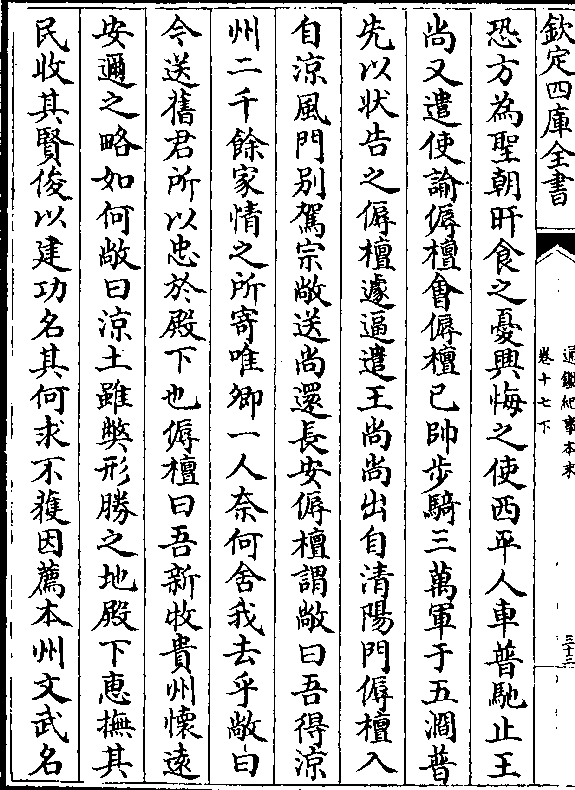 欽定四庫全書
通鑑紀事本末
卷十七下
三十三
恐方為聖朝旰食之憂興悔之使西平人車普馳止王
尚又遣使諭傉檀會傉檀已帥步騎三萬軍于五澗普
先以狀告之傉檀遽逼遣王尚尚出自清陽門傉檀入
自涼風門别駕宗敞送尚還長安傉檀謂敞曰吾得涼
州二千餘家情之所寄唯卿一人奈何舍我去乎敞曰
今送舊君所以忠於殿下也傉檀曰吾新牧貴州懷逺
安邇之略如何敞曰涼土雖弊形勝之地殿下恵撫其
民收其賢俊以建功名其何求不獲因薦本州文武名